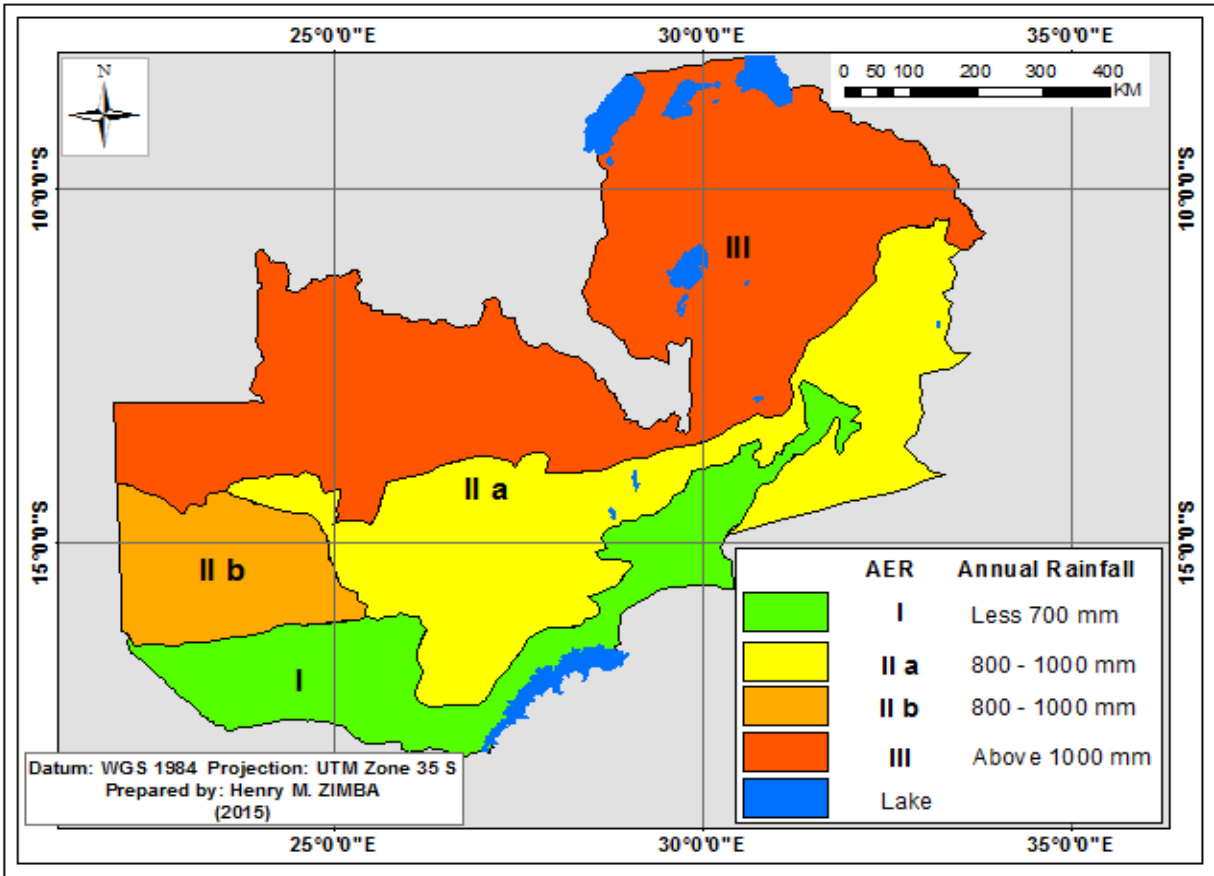 25°0'0"E 30°0'0"E 35°0'0"E
N
0 50 100 200 300 400
KM
10°0'0"S 10°0'0"S
III
II a
15°0'0"S 15°0'0"S
II b
I
AER Annual Rainfall
I Less 700 mm
II a 800 - 1000 mm
II b 800 - 1000 mm
III Above 1000 mm
Lake
Datum: WGS 1984 Projection: UTM Zone 35 S
Prepared by: Henry M. ZIMBA
(2015)
25°0'0"E 30°0'0"E 35°0'0"E